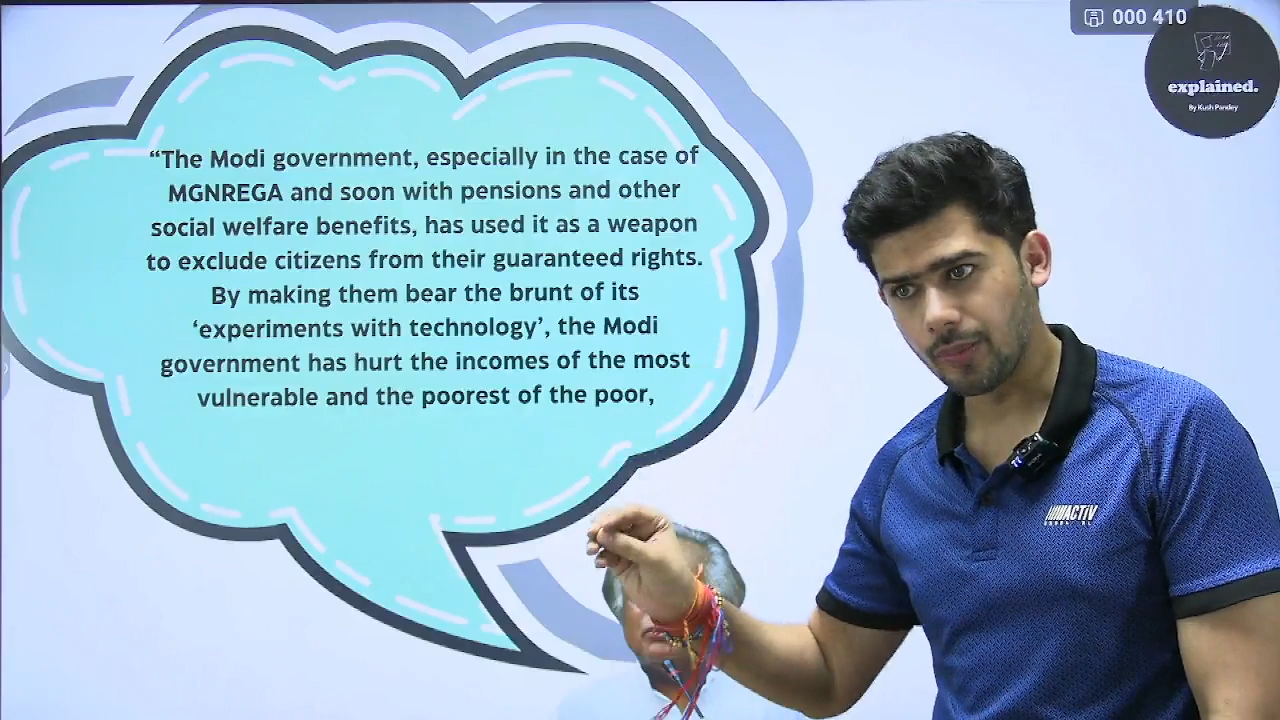 000 410
explained.
By Kush Pandey
“The Modi government, especially in the case of
MGNREGA and soon with pensions and other
social welfare benefits, has used it as a weapon
to exclude citizens from their guaranteed rights.
By making them bear the brunt of its
‘experiments with technology’, the Modi
government has hurt the incomes of the most
vulnerable and the poorest of the poor,